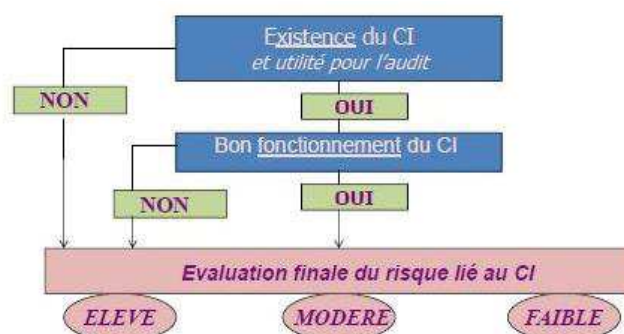 Existence du CI
et utilité pour l'audit
NON
OUI
Bon fonctionnement du CI
NON
OUI
Evaluation finale du risque lié au CI
ELEVE
MODERE
FAIBLE